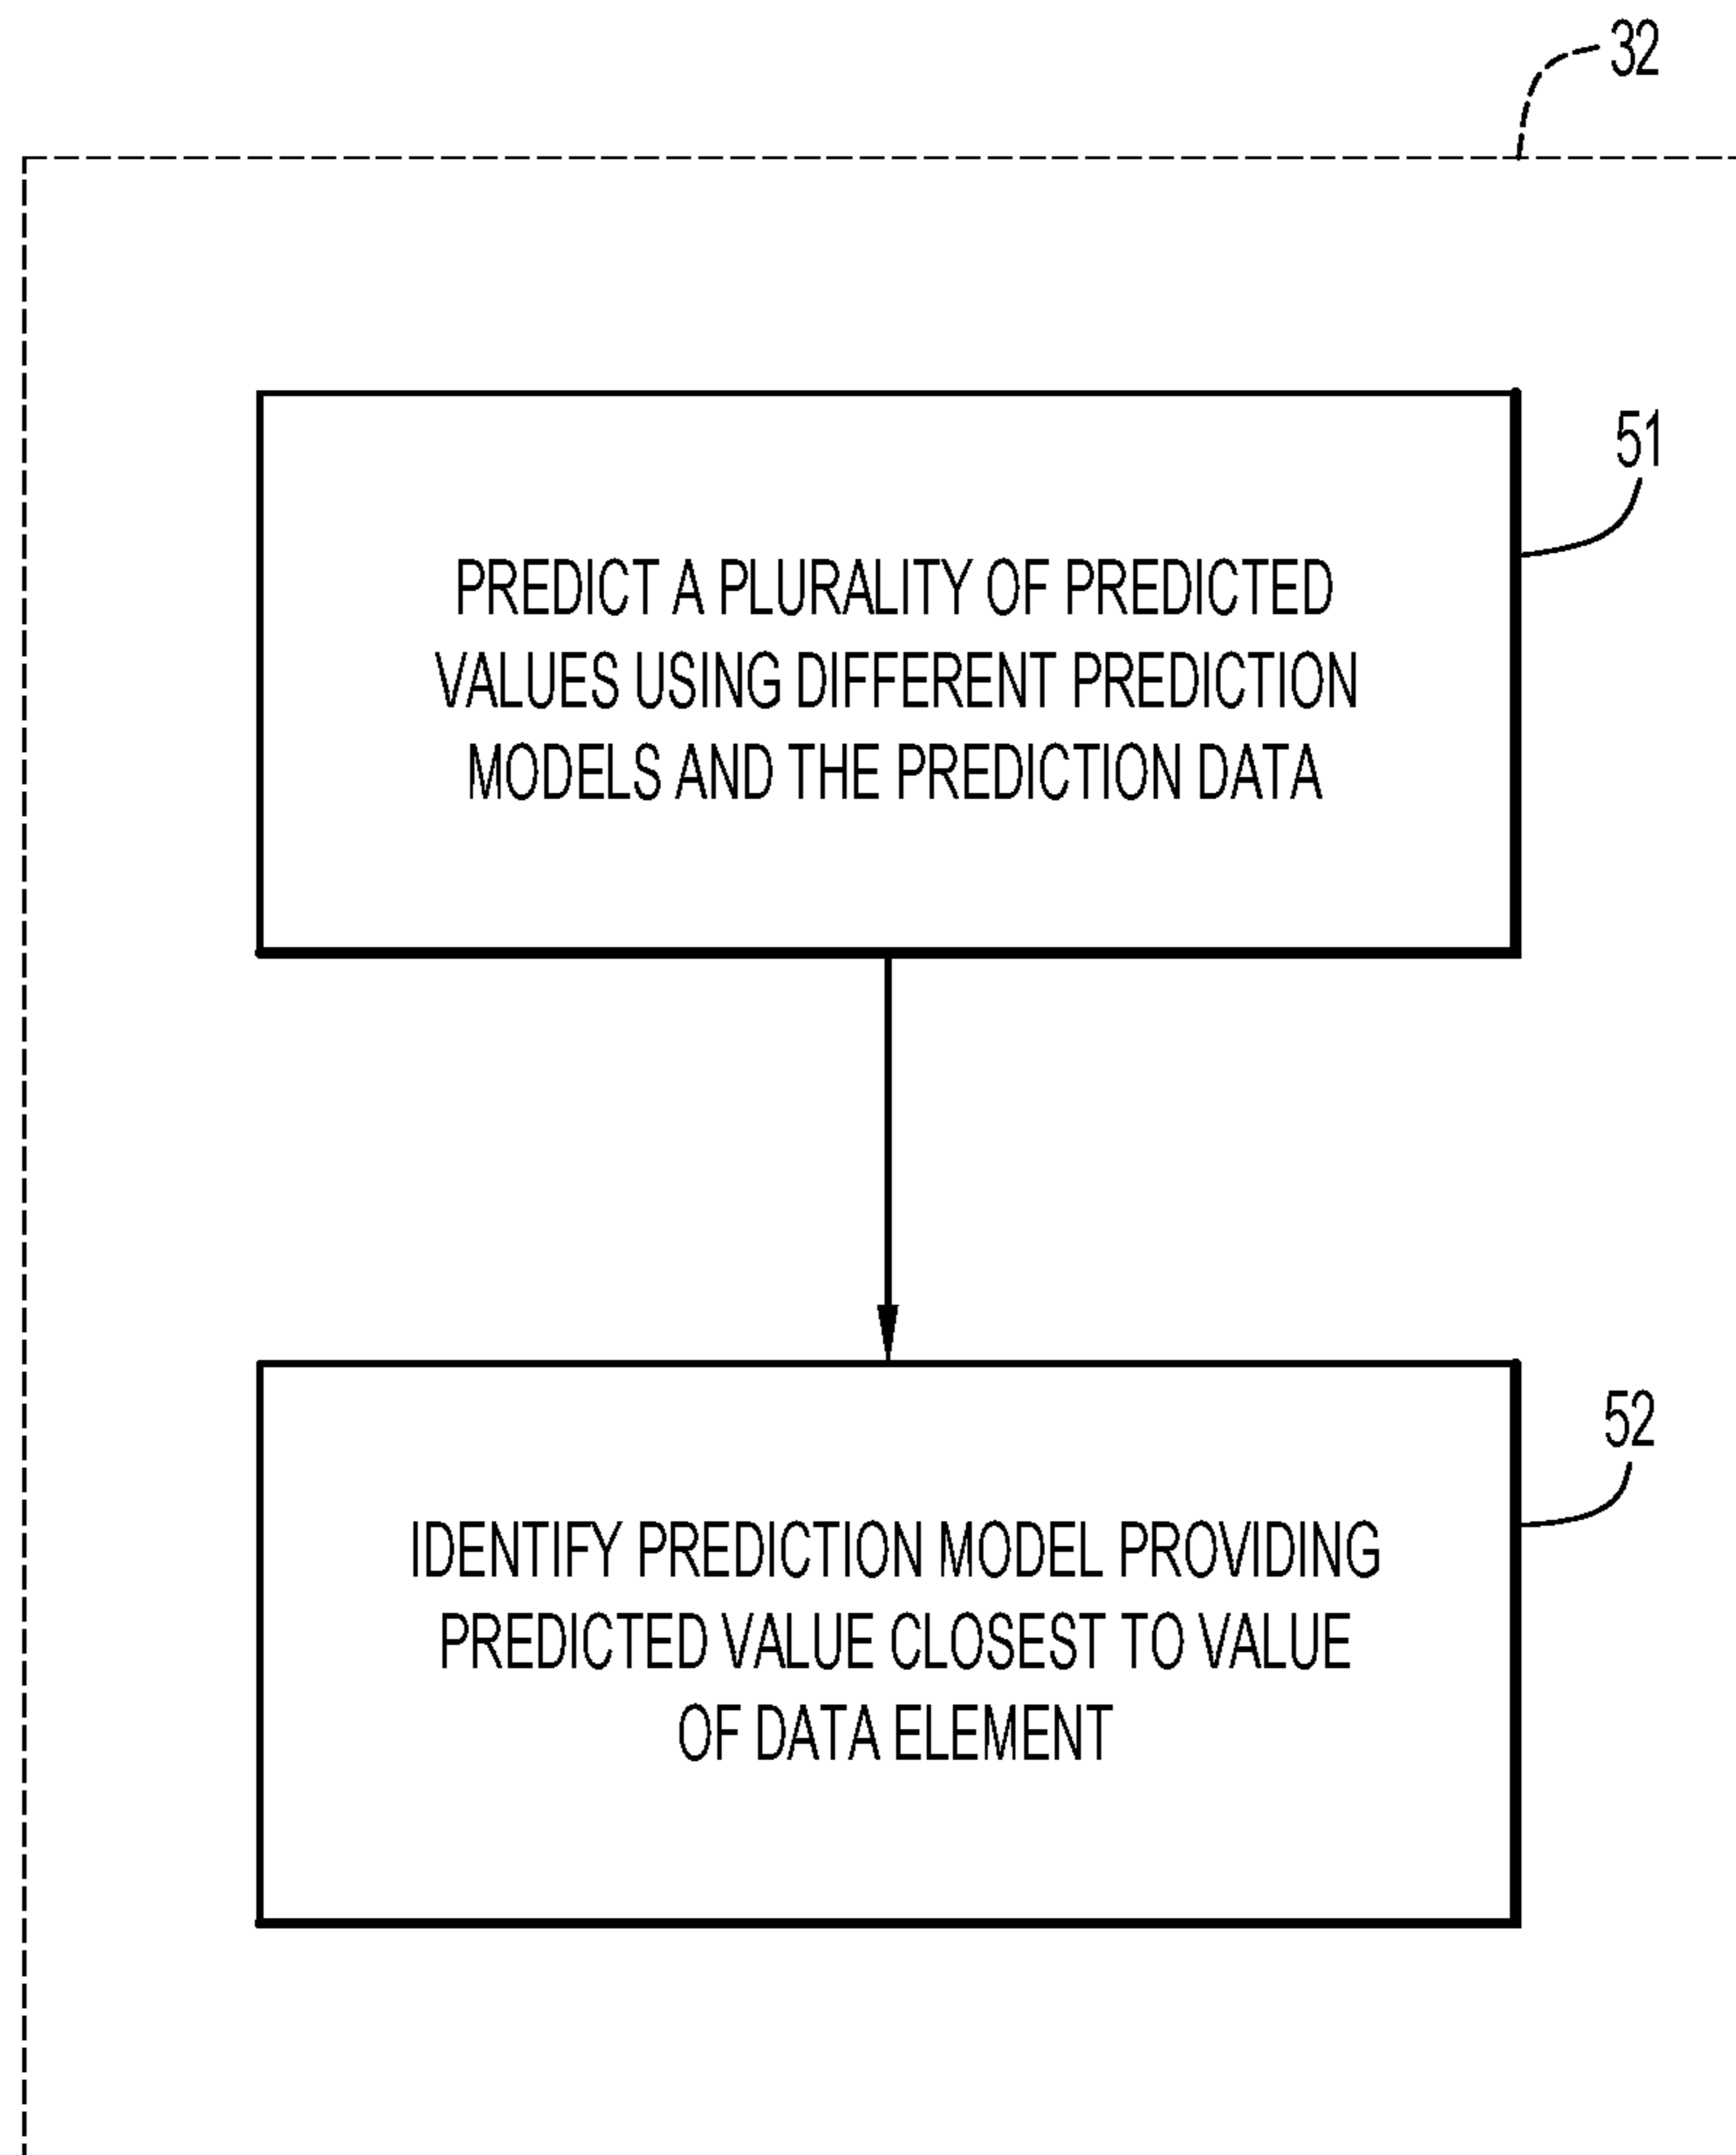 32
51
PREDICT A PLURALITY OF PREDICTED
VALUES USING DIFFERENT PREDICTION
MODELS AND THE PREDICTION DATA
52
IDENTIFY PREDICTION MODEL PROVIDING
PREDICTED VALUE CLOSEST TO VALUE
OF DATA ELEMENT